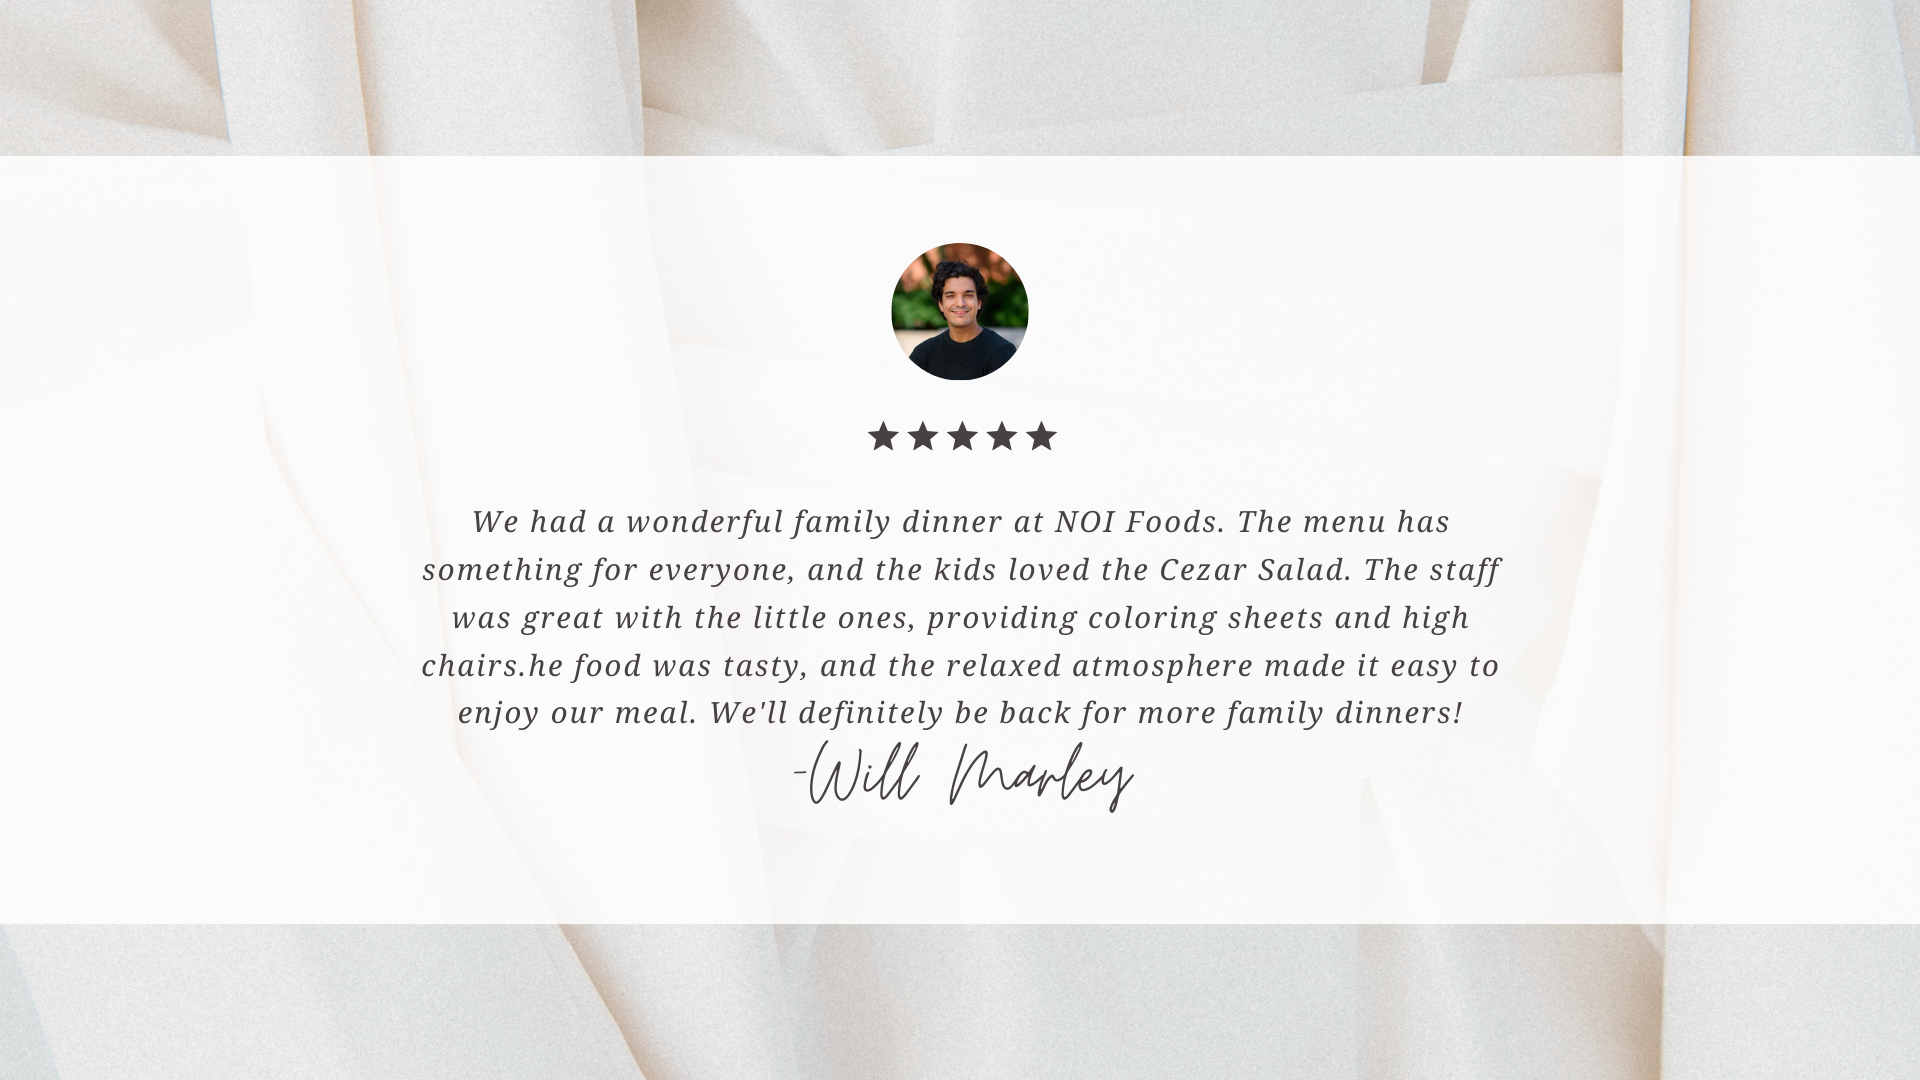 We had a wonderful family dinner at NOI Foods. The menu has
something for everyone, and the kids loved the Cezar Salad. The staff
was great with the little ones, providing coloring sheets and high
chairs.he food was tasty, and the relaxed atmosphere made it easy to
enjoy our meal. We'll definitely be back for more family dinners!
-Will Marley